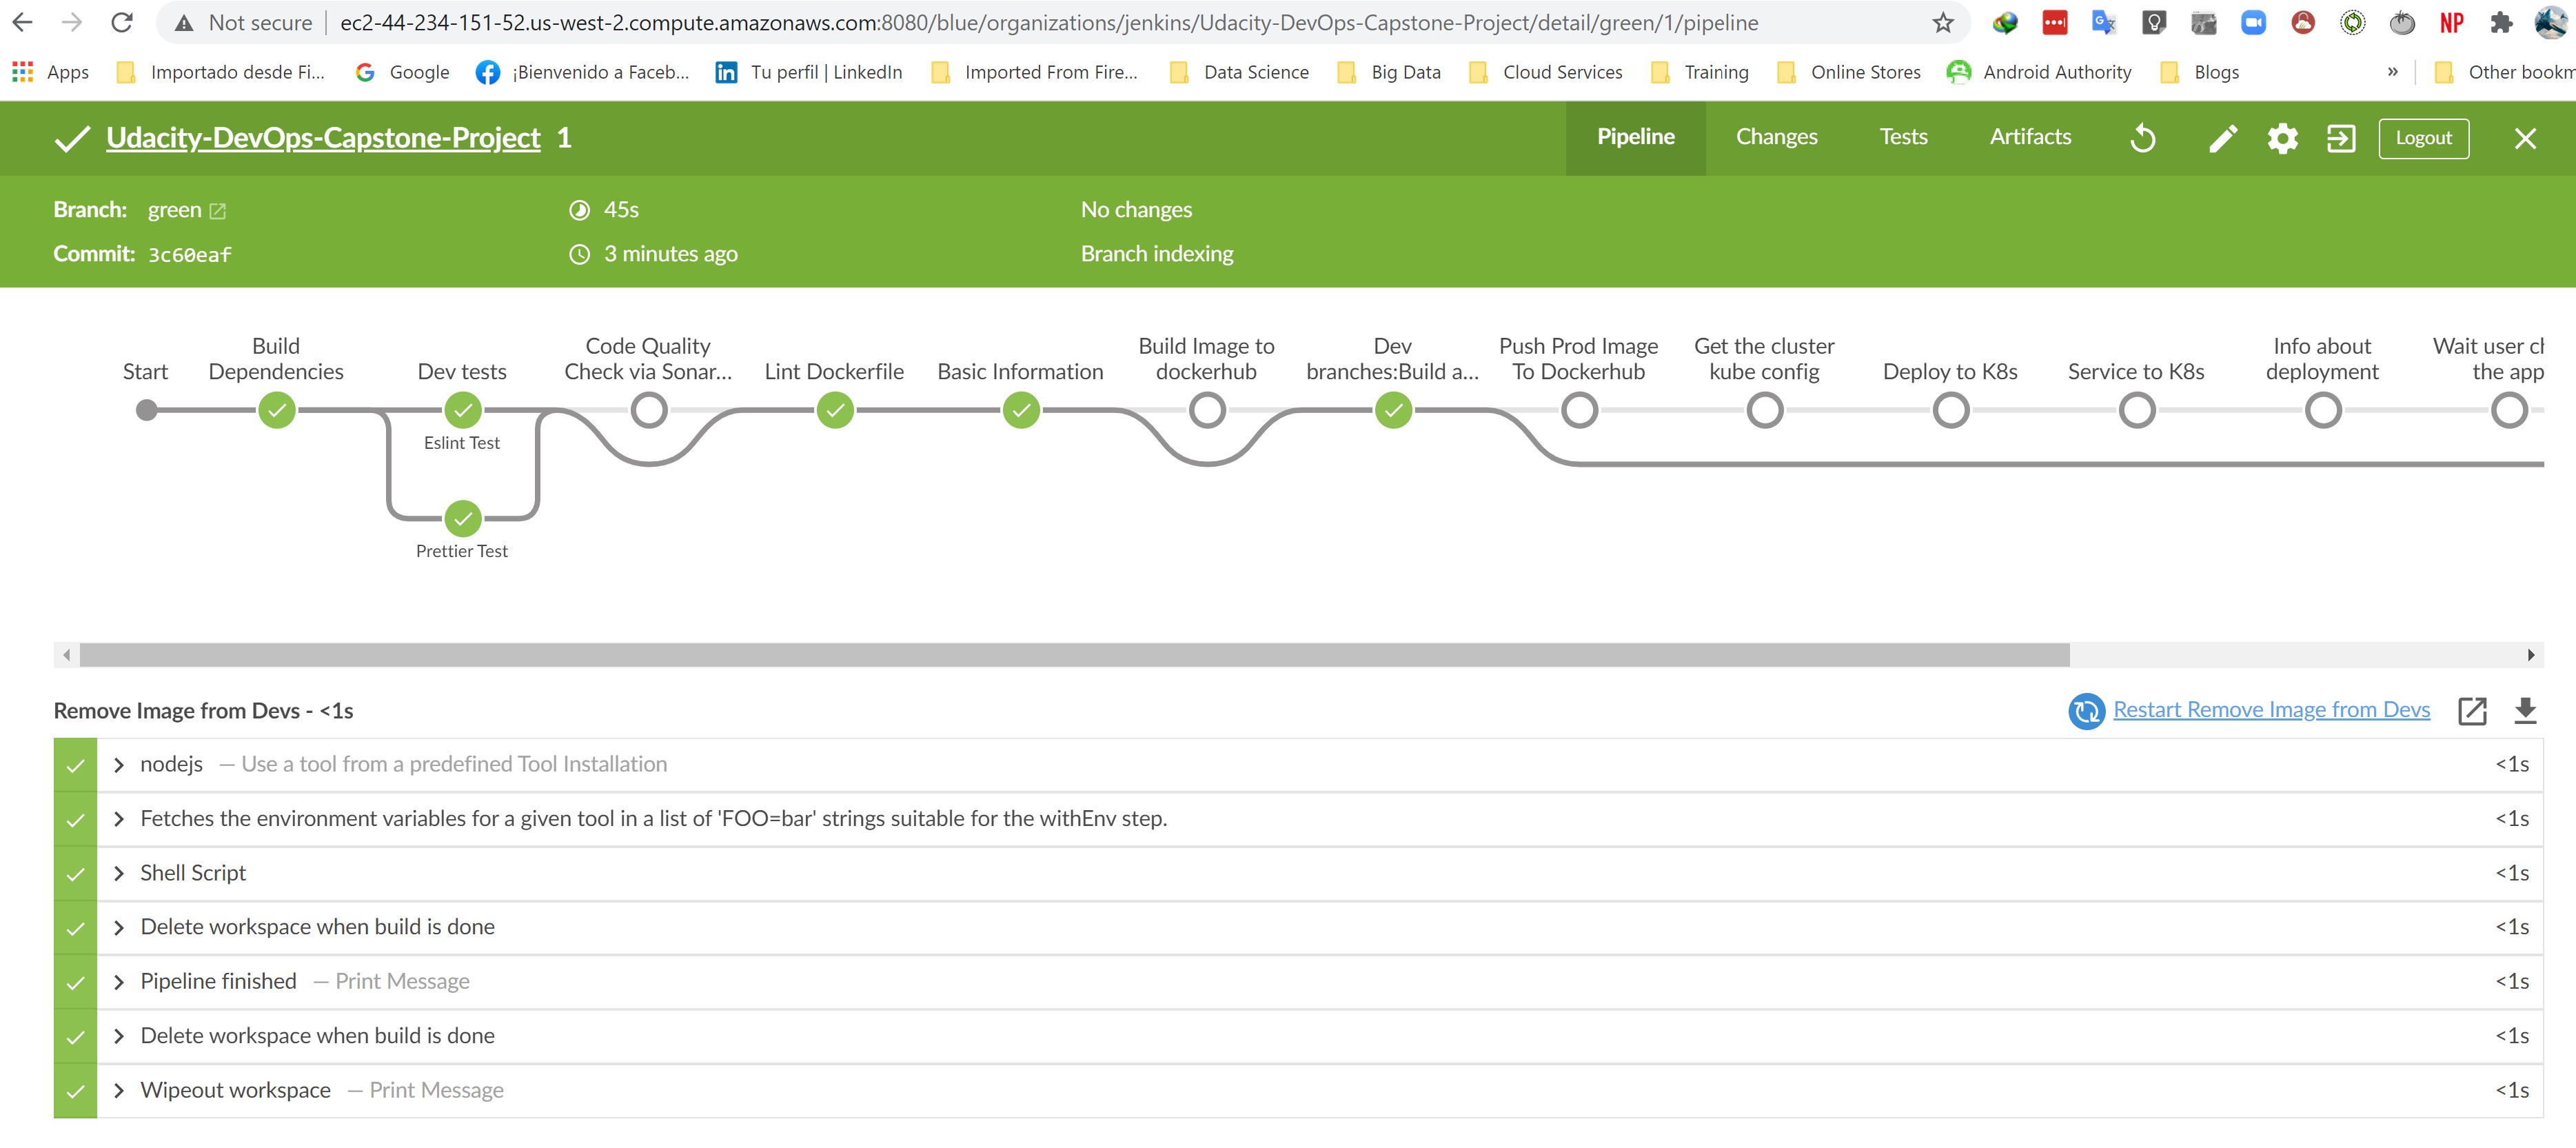 Not secure | ec2-44-234-151-52.us-west-2.compute.amazonaws.com:8080/blue/organizations/jenkins/Udacity-DevOps-Capstone-Project/detail/green/1/pipeline
NP
Apps Importado desde Fi... Google ¡Bienvenido a Faceb... Tu perfil | LinkedIn Imported From Fire... Data Science Big Data Cloud Services Training Online Stores Android Authority Blogs » Other bookm
Udacity-DevOps-Capstone-Project 1 Pipeline Changes Tests Artifacts Logout
Branch: green 45s No changes
Commit: 3c60eaf 3 minutes ago Branch indexing
Start
Build
Dependencies
Dev tests
Code Quality
Check via Sonar...
Lint Dockerfile
Basic Information
Build Image to
dockerhub
Dev
branches:Build a...
Push Prod Image
To Dockerhub
Get the cluster
kube config
Deploy to K8s
Service to K8s
Info about
deployment
Wait user ch
the app
Eslint Test
Prettier Test
Remove Image from Devs - <1s Restart Remove Image from Devs
nodejs — Use a tool from a predefined Tool Installation <1s
Fetches the environment variables for a given tool in a list of 'FOO=bar' strings suitable for the withEnv step. <1s
Shell Script <1s
Delete workspace when build is done <1s
Pipeline finished — Print Message <1s
Delete workspace when build is done <1s
Wipeout workspace — Print Message <1s